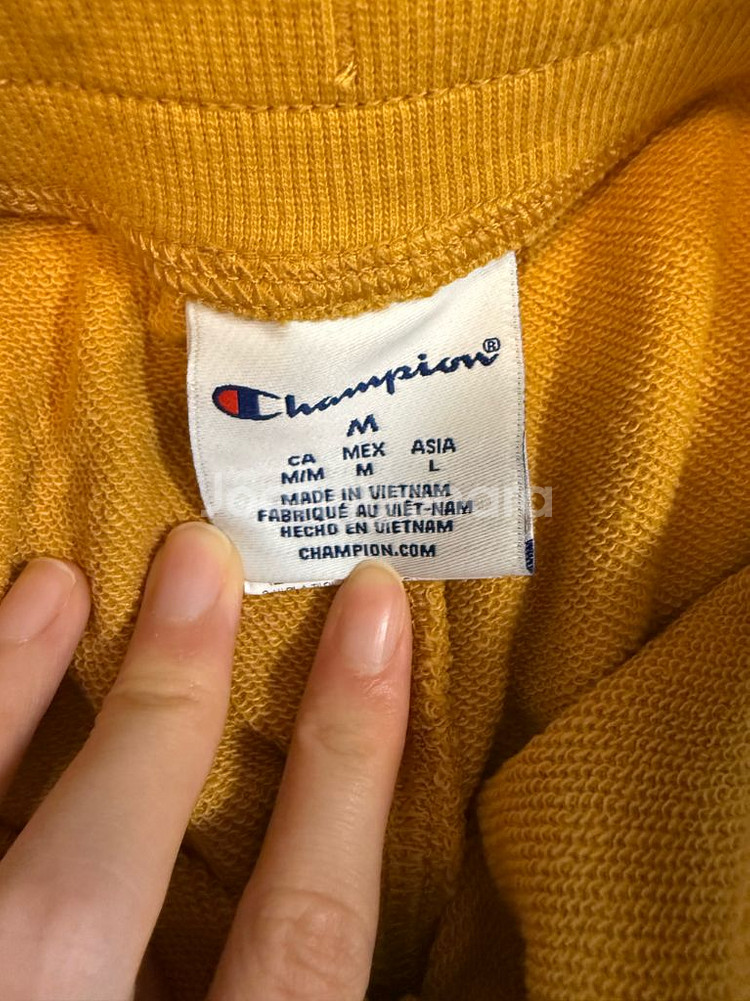 Champion®
M
CA MEX ASIA
M/M M L
MADE IN VIETNAM
FABRIQUÉ AU VIÊT-NAM
HECHO EN VIETNAM
CHAMPION.COM